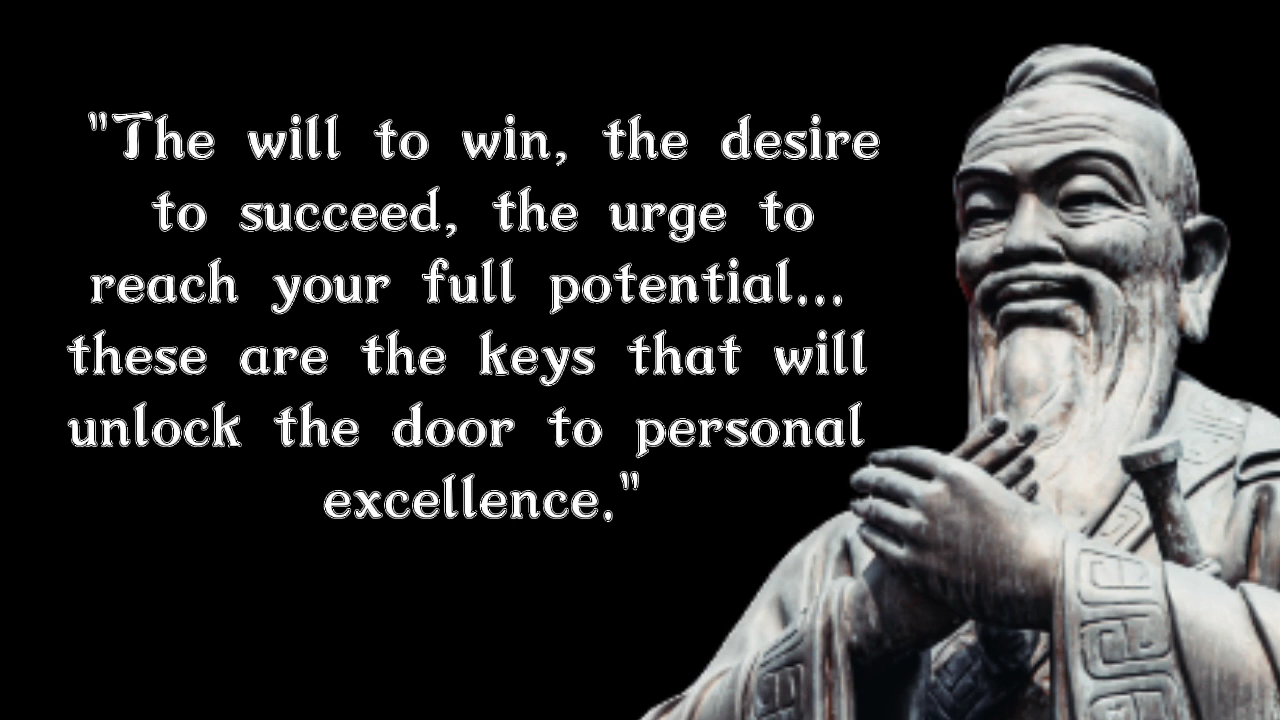 "The will to win, the desire
to succeed, the urge to
reach your full potential...
these are the keys that will
unlock the door to personal
excellence."